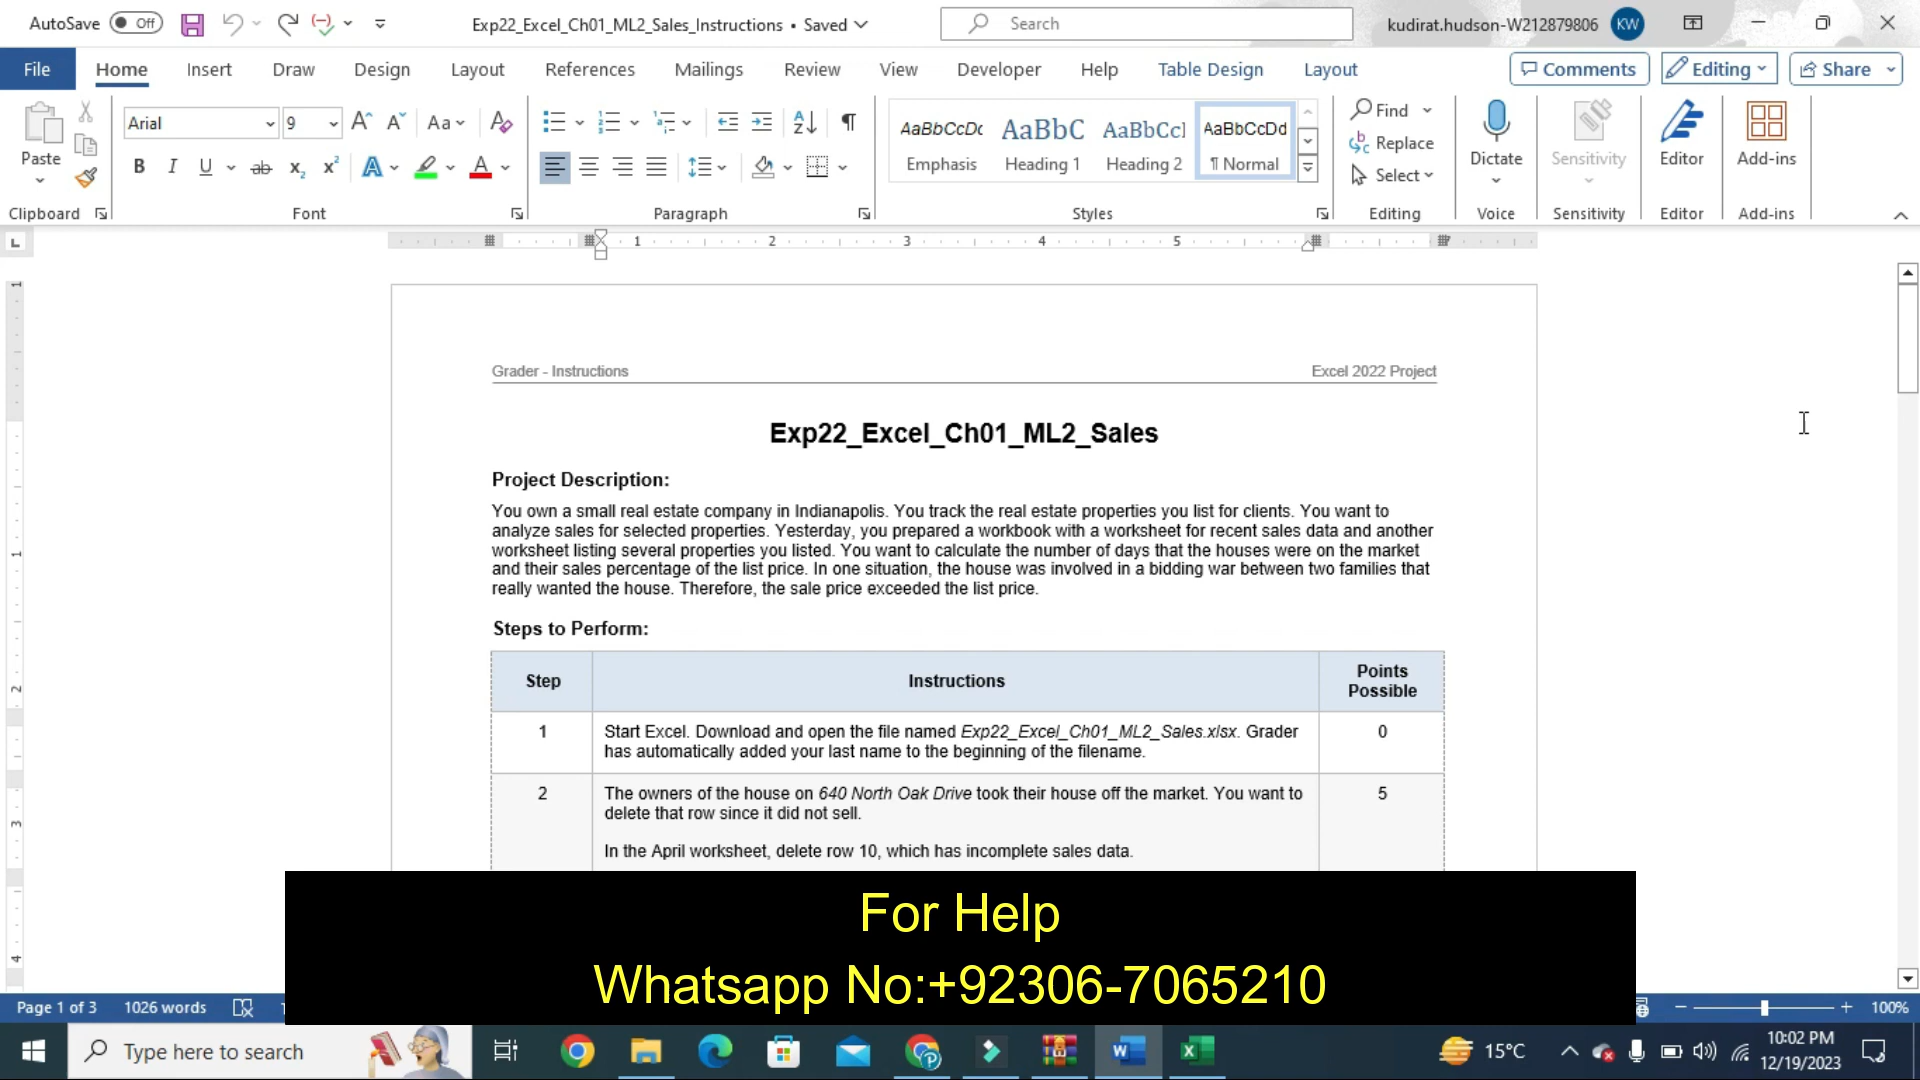 AutoSave Off Exp22_Excel_Ch01_ML2_Sales_Instructions • Saved Search kudirat.hudson-W212879806 KW
File Home Insert Draw Design Layout References Mailings Review View Developer Help Table Design Layout Comments Editing Share
Arial 9 Aa AaBbCcDc AaBbC AaBbCcI AaBbCcDd Find
Replace
Paste B I U ab x₂ x² A A Emphasis Heading 1 Heading 2 ¶ Normal Select Dictate Sensitivity Editor Add-ins
Clipboard Font Paragraph Styles Editing Voice Sensitivity Editor Add-ins
1 2 3 4 5
Grader - Instructions Excel 2022 Project
Exp22_Excel_Ch01_ML2_Sales
Project Description:
You own a small real estate company in Indianapolis. You track the real estate properties you list for clients. You want to
analyze sales for selected properties. Yesterday, you prepared a workbook with a worksheet for recent sales data and another
worksheet listing several properties you listed. You want to calculate the number of days that the houses were on the market
and their sales percentage of the list price. In one situation, the house was involved in a bidding war between two families that
really wanted the house. Therefore, the sale price exceeded the list price.
Steps to Perform:
Step Instructions Points
Possible
1 Start Excel. Download and open the file named Exp22_Excel_Ch01_ML2_Sales.xlsx. Grader 0
has automatically added your last name to the beginning of the filename.
2 The owners of the house on 640 North Oak Drive took their house off the market. You want to 5
delete that row since it did not sell.
In the April worksheet, delete row 10, which has incomplete sales data.
For Help
Whatsapp No:+92306-7065210
Page 1 of 3 1026 words 100%
Type here to search 15°C 10:02 PM
12/19/2023